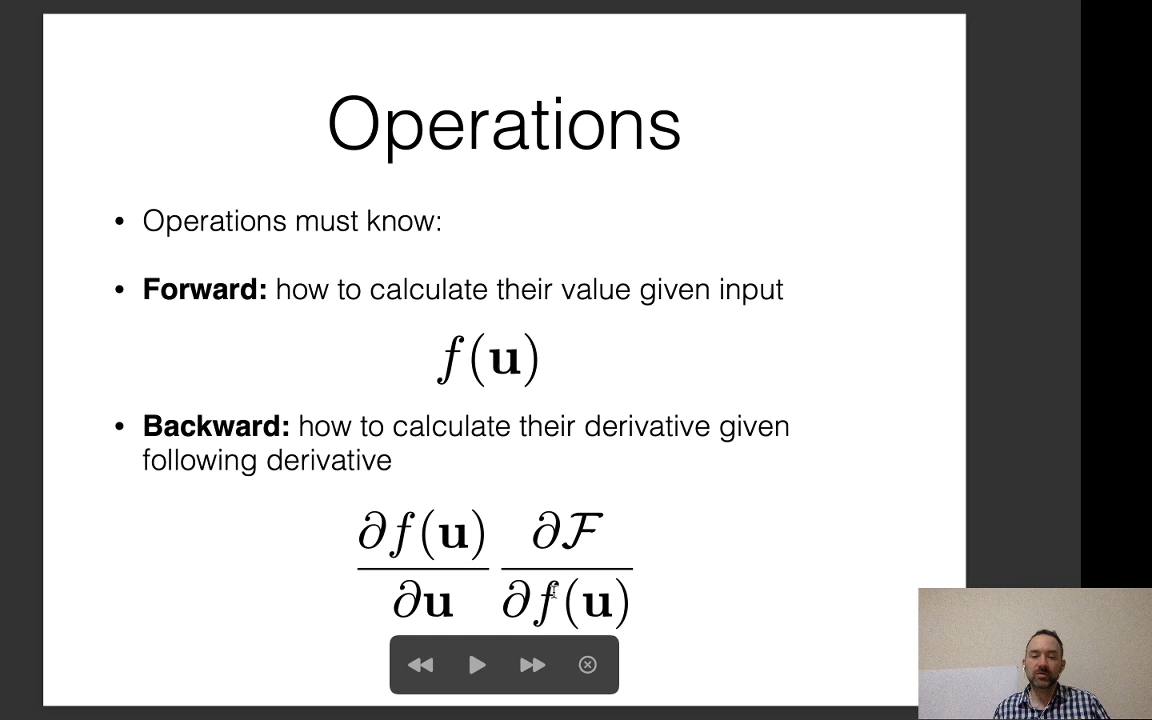 Operations
• Operations must know:
• Forward: how to calculate their value given input
f(u)
• Backward: how to calculate their derivative given
following derivative
∂f(u) ∂ℱ
∂u ∂f(u)